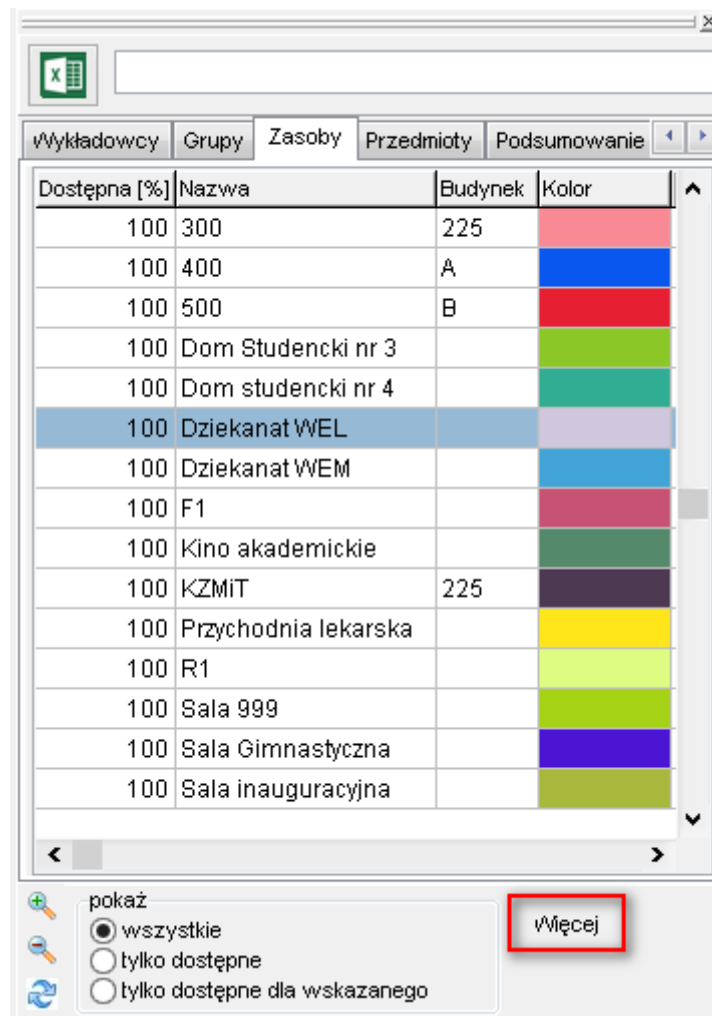 Wykładowcy Grupy Zasoby Przedmioty Podsumowanie
Dostępna [%] Nazwa Budynek Kolor
100 300 225
100 400 A
100 500 B
100 Dom Studencki nr 3
100 Dom studencki nr 4
100 Dziekanat WEL
100 Dziekanat WEM
100 F1
100 Kino akademickie
100 KZMiT 225
100 Przychodnia lekarska
100 R1
100 Sala 999
100 Sala Gimnastyczna
100 Sala inauguracyjna
pokaż
wszystkie
Więcej
tylko dostępne
tylko dostępne dla wskazanego